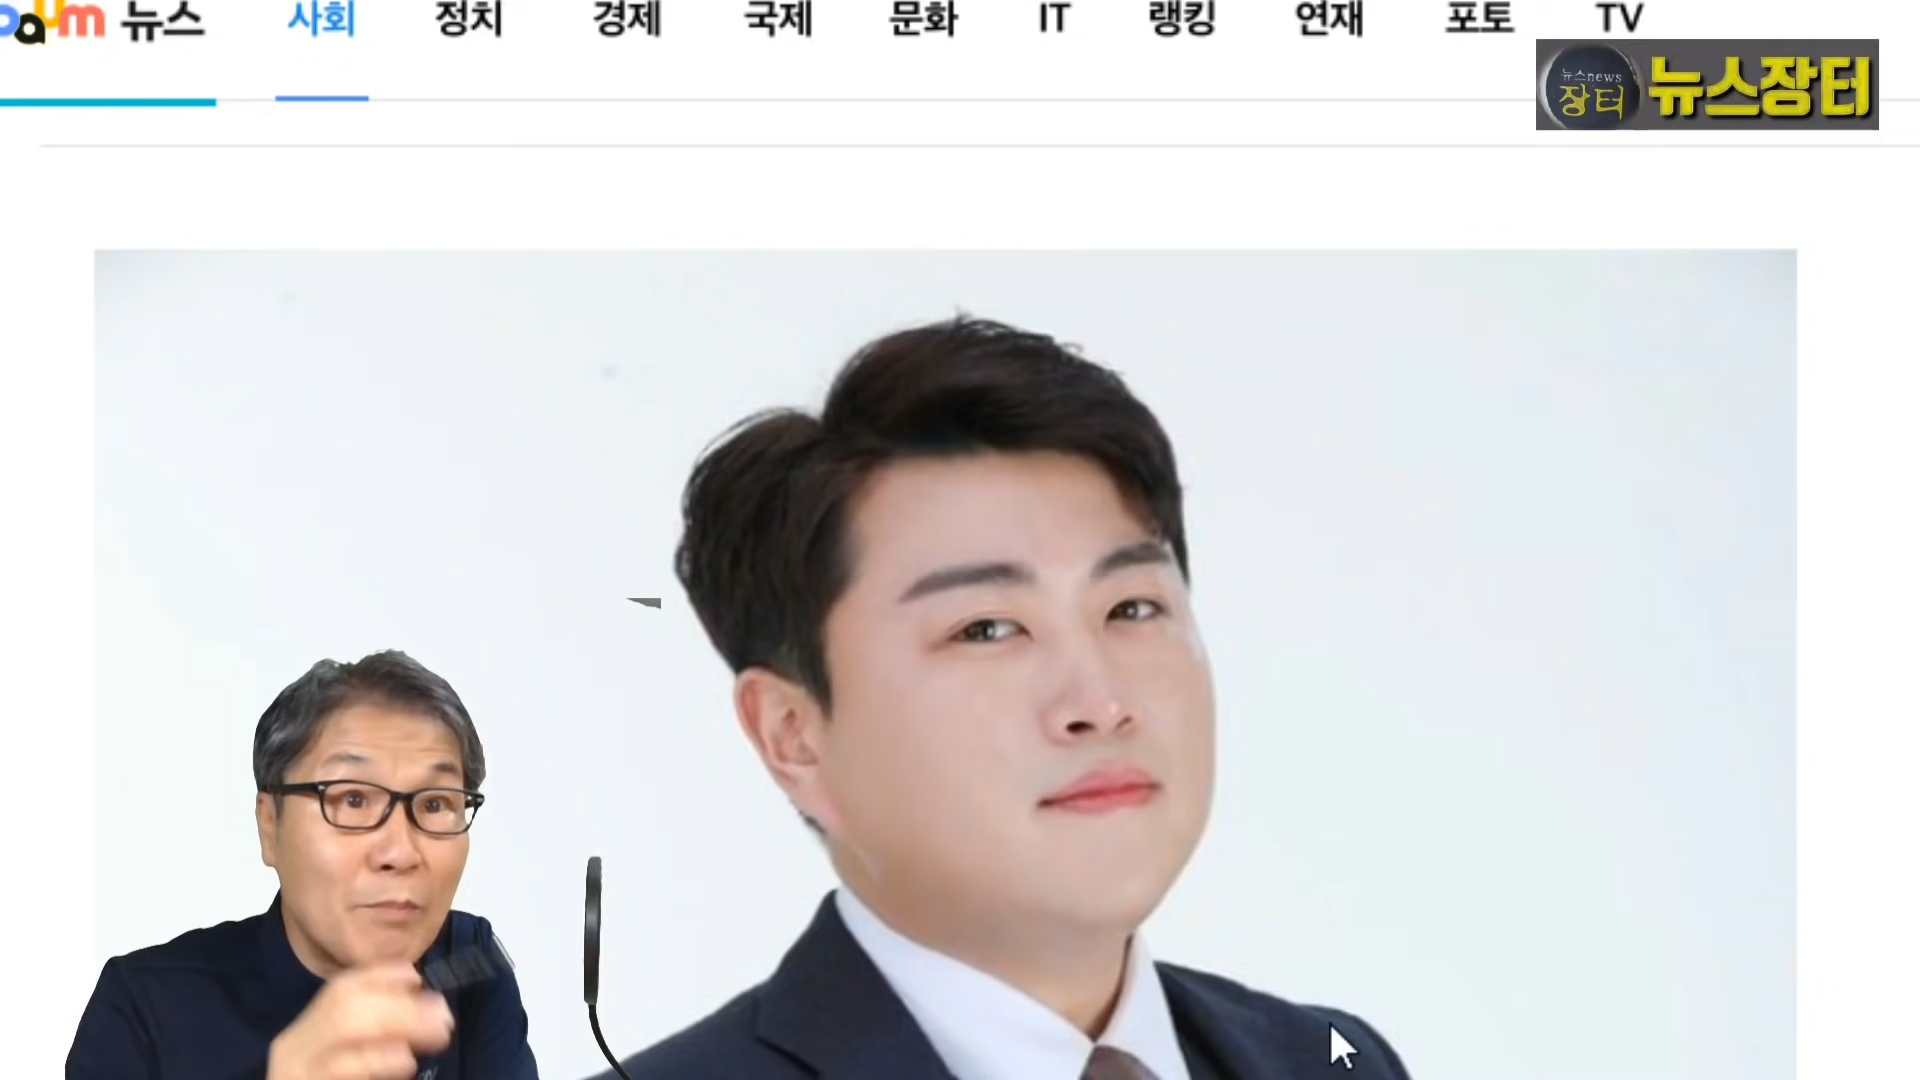 Daum 뉴스 사회 정치 경제 국제 문화 IT 랭킹 연재 포토 TV
뉴스news
장터
뉴스장터